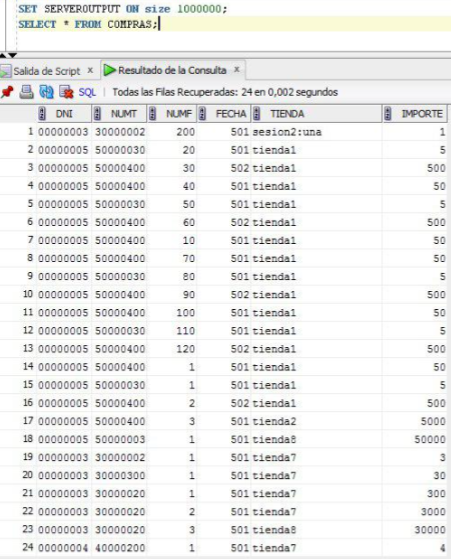 SET SERVEROUTPUT ON size 1000000;
SELECT * FROM COMPRAS;
Salida de Script x Resultado de la Consulta x
SQL | Todas las Filas Recuperadas: 24 en 0,002 segundos
DNI NUMT NUMF FECHA TIENDA IMPORTE
1 00000003 30000002 200 501 sesion2:una 1
2 00000005 50000030 20 501 tienda1 5
3 00000005 50000400 30 502 tienda1 500
4 00000005 50000400 40 501 tienda1 50
5 00000005 50000030 50 501 tienda1 5
6 00000005 50000400 60 502 tienda1 500
7 00000005 50000400 10 501 tienda1 50
8 00000005 50000400 70 501 tienda1 50
9 00000005 50000030 80 501 tienda1 5
10 00000005 50000400 90 502 tienda1 500
11 00000005 50000400 100 501 tienda1 50
12 00000005 50000030 110 501 tienda1 5
13 00000005 50000400 120 502 tienda1 500
14 00000005 50000400 1 501 tienda1 50
15 00000005 50000030 1 501 tienda1 5
16 00000005 50000400 2 502 tienda1 500
17 00000005 50000400 3 501 tienda2 5000
18 00000005 50000003 1 501 tienda8 50000
19 00000003 30000002 1 501 tienda7 3
20 00000003 30000300 1 501 tienda7 30
21 00000003 30000020 1 501 tienda7 300
22 00000003 30000020 2 501 tienda7 3000
23 00000003 30000020 3 501 tienda8 30000
24 00000004 40000200 1 501 tienda7 4